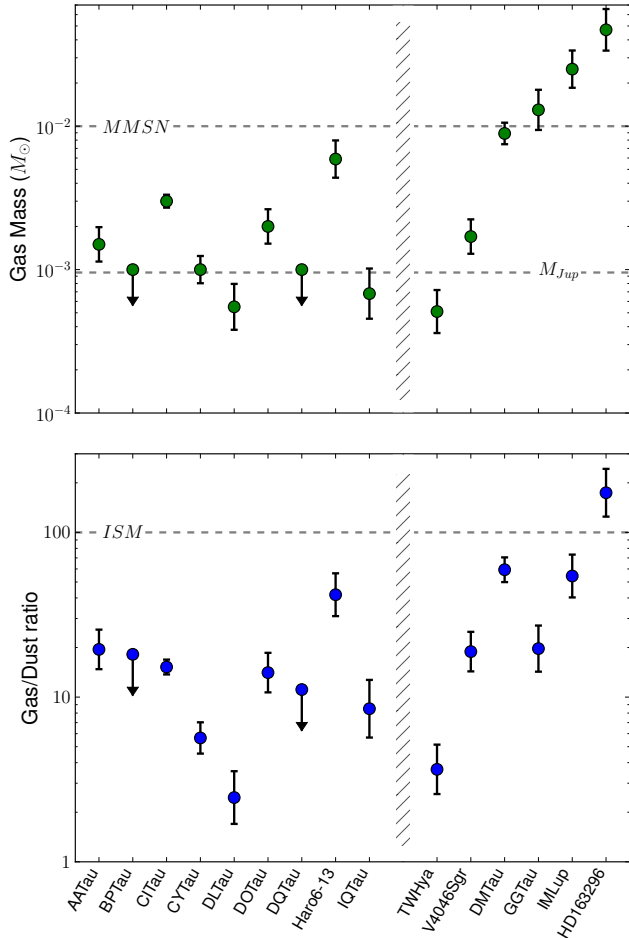 Gas Mass (M⊙)
10⁻²
10⁻³
10⁻⁴
MMSN
M_Jup
Gas/Dust ratio
100
10
1
ISM
AATau
BPTau
CITau
CYTau
DLTau
DOTau
DQTau
Haro6-13
IQTau
TWHya
V4046Sgr
DMTau
GGTau
IMLup
HD163296